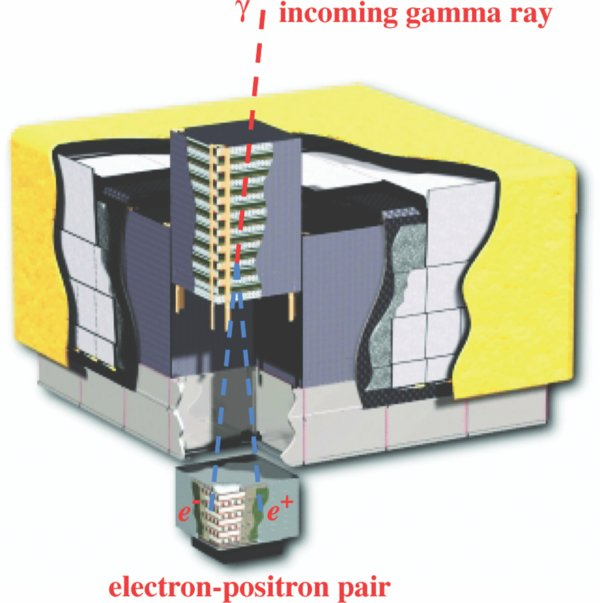 γ incoming gamma ray
e⁻ e⁺
electron-positron pair